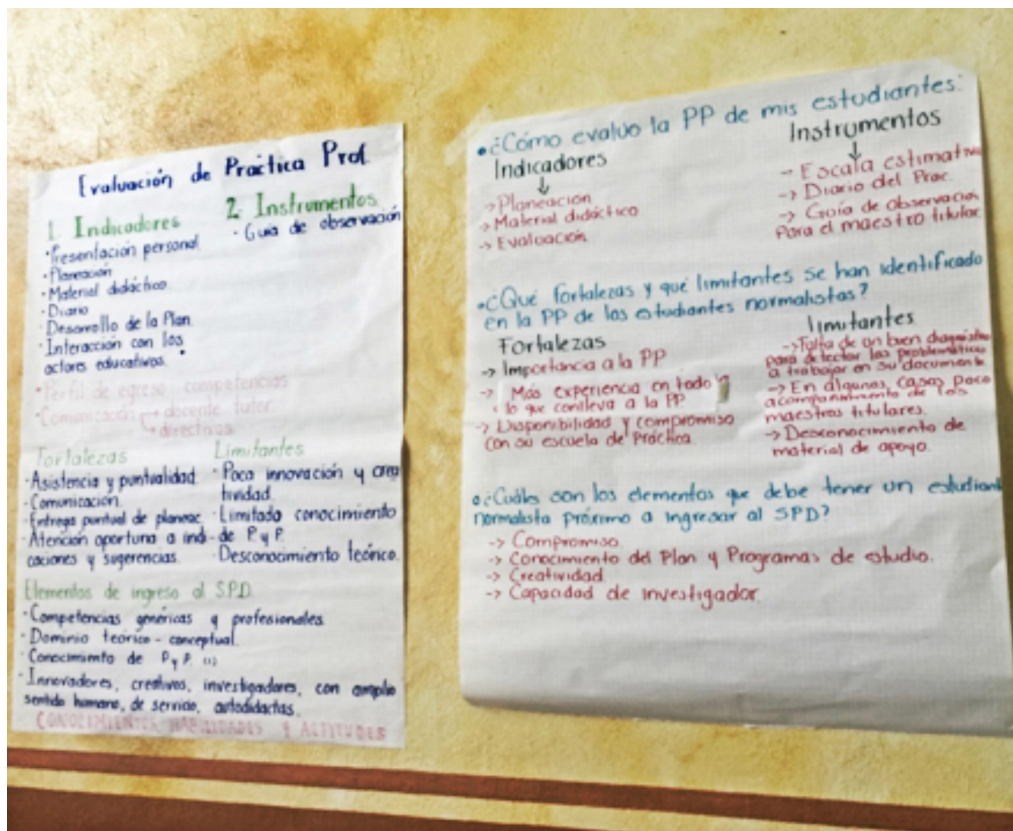 Evaluación de Práctica Prof.
1. Indicadores
· Presentación personal
· Planeación
· Material didáctico
· Diario
· Desarrollo de la Plan.
· Interacción con los
actores educativos.
· Perfil de egreso competencias
· Comunicación → docente tutor
→ directivos
2. Instrumentos
· Guía de observación
Fortalezas
· Asistencia y puntualidad
· Comunicación
· Entrega puntual de planeac.
· Atención oportuna a indi-
caciones y sugerencias.
Limitantes
· Poca innovación y crea
tividad
· Limitado conocimiento
de P. y P.
· Desconocimiento teórico.
Elementos de ingreso al S.P.D.
· Competencias genéricas y profesionales
· Dominio teórico - conceptual.
· Conocimiento de P. y P.
· Innovadores, creativos, investigadores, con amplio
sentido humano, de servicio, autodidactas.
CONOCIMIENTOS HABILIDADES Y ACTITUDES
• ¿Cómo evalúo la PP de mis estudiantes:
Indicadores
↓
-> Planeación
-> Material didáctico
-> Evaluación
Instrumentos
↓
-> Escala estimativa
-> Diario del Prac.
-> Guía de observación
Para el maestro titular
• ¿Qué fortalezas y qué limitantes se han identificado
en la PP de los estudiantes normalistas?
Fortalezas
-> Importancia a la PP
-> Más experiencia en todo
lo que conlleva a la PP
-> Disponibilidad y compromiso
con su escuela de Práctica
limitantes
-> Falta de un buen diagnóstico
para detectar las problemáticas
a trabajar en su documento
-> En algunos casos poco
acompañamiento de los
maestros titulares.
-> Desconocimiento de
material de apoyo.
• ¿Cuáles son los elementos que debe tener un estudiante
normalista próximo a ingresar al SPD?
-> Compromiso
-> Conocimiento del Plan y Programas de estudio.
-> Creatividad
-> Capacidad de investigador.